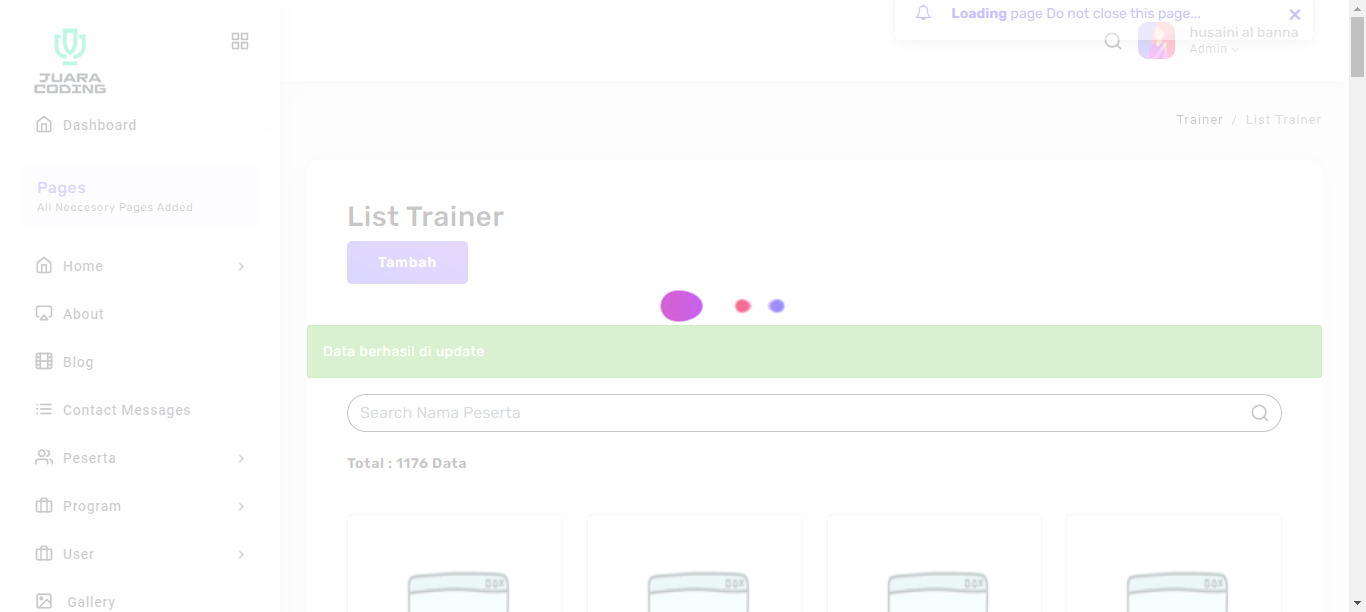 Loading page Do not close this page...
husaini al banna
Admin
JUARA
CODING
Dashboard
Pages
All Neccesory Pages Added
Home
About
Blog
Contact Messages
Peserta
Program
User
Gallery
Trainer / List Trainer
List Trainer
Tambah
Data berhasil di update
Search Nama Peserta
Total : 1176 Data